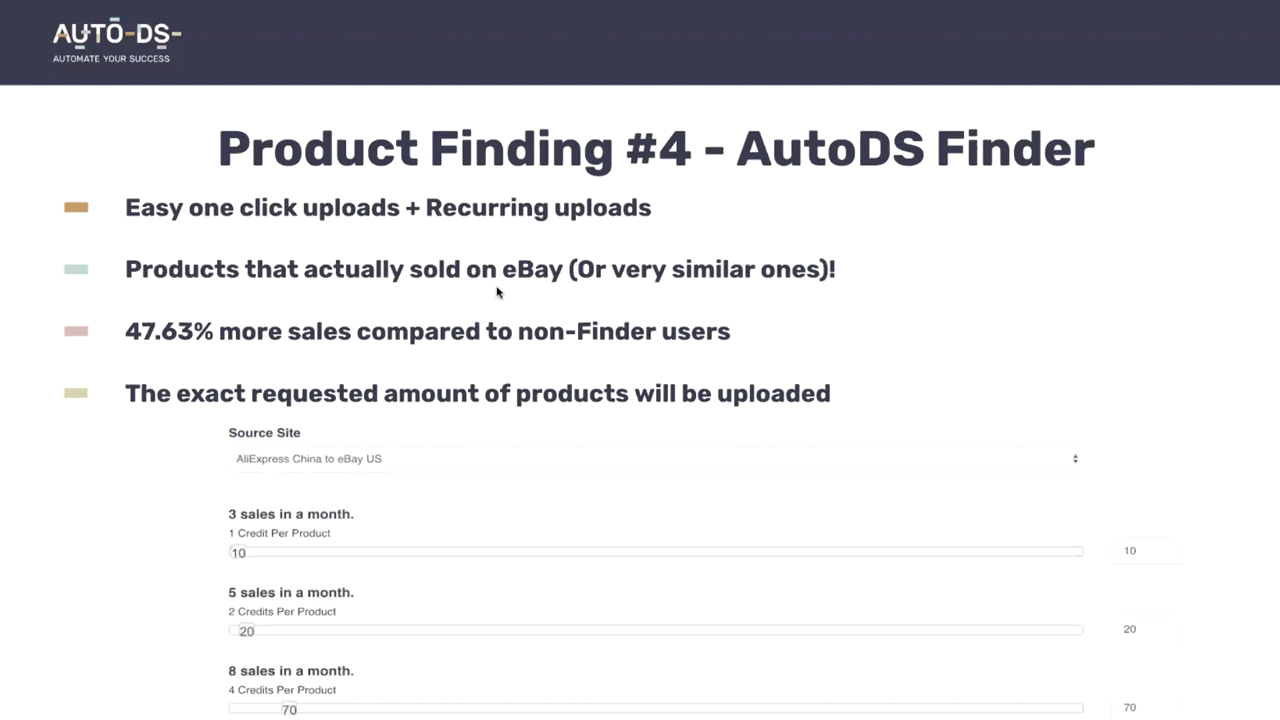 AUTO-DS-
AUTOMATE YOUR SUCCESS
Product Finding #4 - AutoDS Finder
Easy one click uploads + Recurring uploads
Products that actually sold on eBay (Or very similar ones)!
47.63% more sales compared to non-Finder users
The exact requested amount of products will be uploaded
Source Site
AliExpress China to eBay US
3 sales in a month.
1 Credit Per Product
10 10
5 sales in a month.
2 Credits Per Product
20 20
8 sales in a month.
4 Credits Per Product
70 70